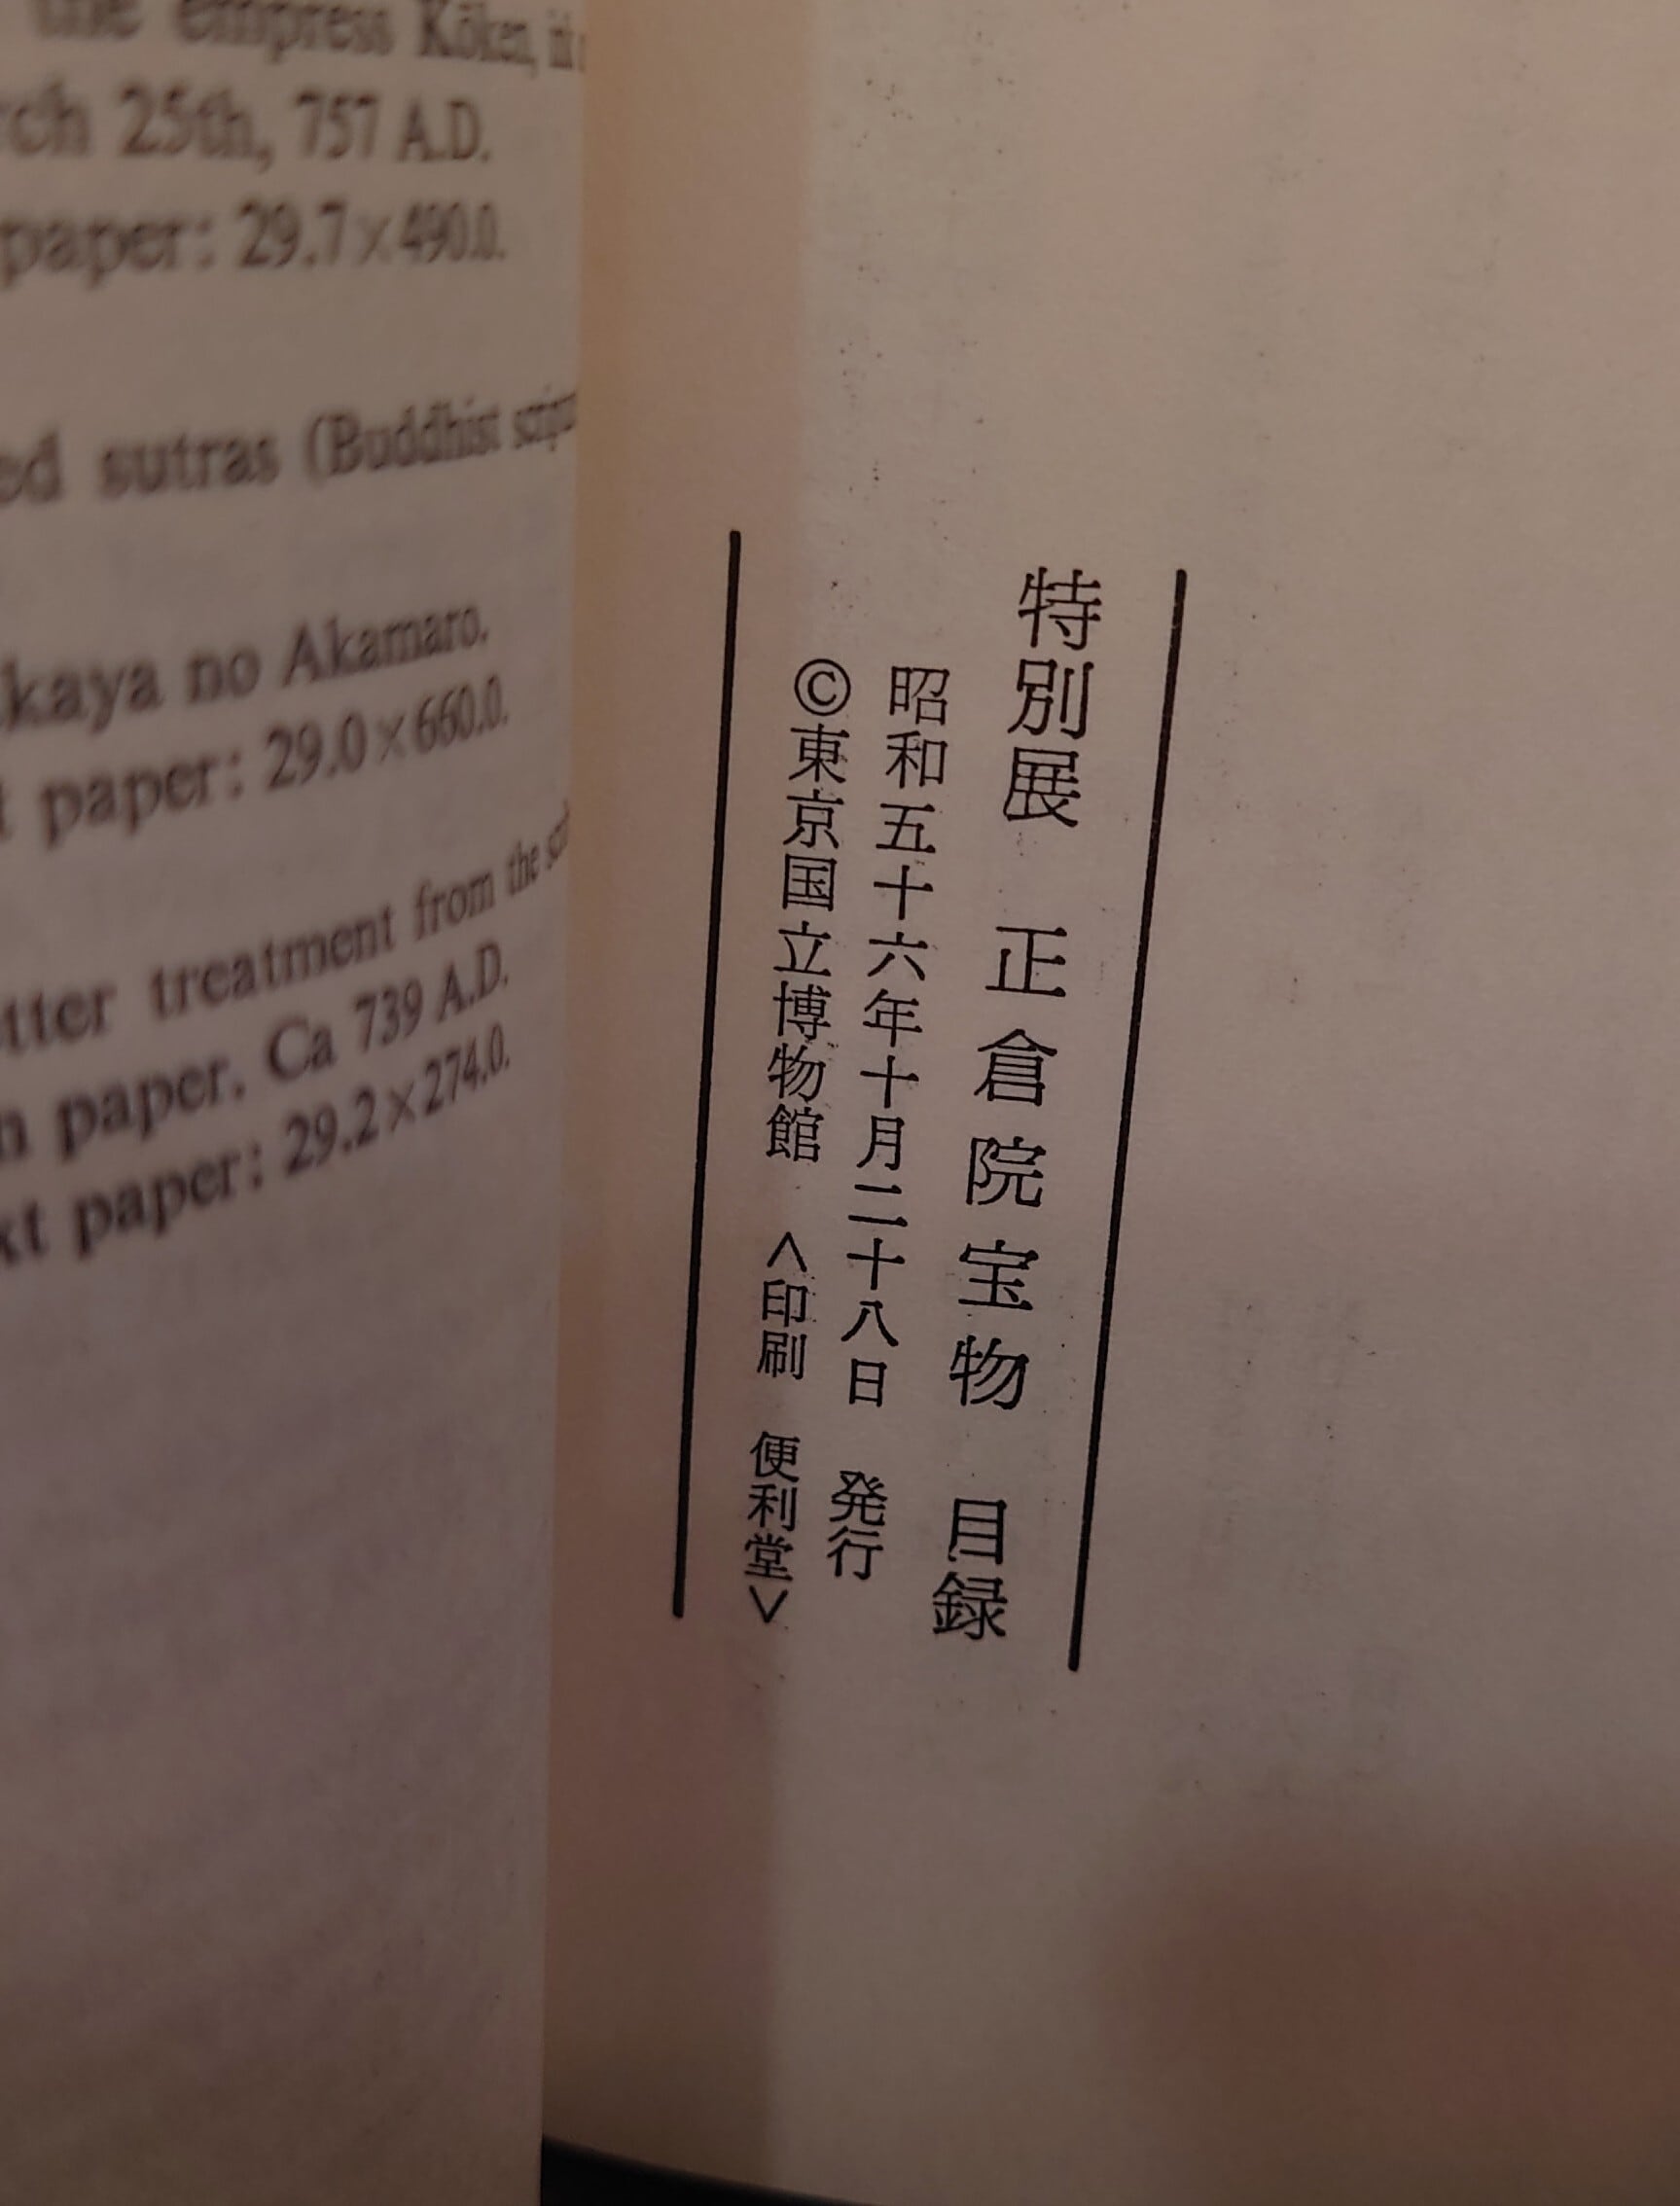 the empress Kōken, it
rch 25th, 757 A.D.
paper: 29.7×490.0.
ed sutras (Buddhist
kaya no Akamaro.
t paper: 29.0×660.0.
tter treatment from the
n paper. Ca 739 A.D.
xt paper: 29.2×274.0.
特別展 正倉院宝物 目録
昭和五十六年十月二十八日 発行
©東京国立博物館 <印刷 便利堂>